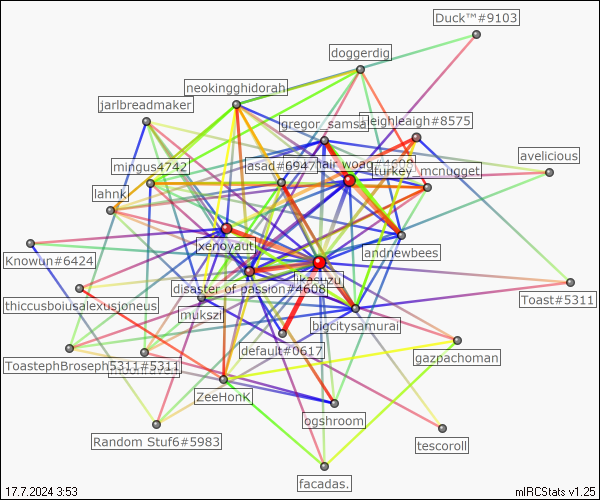 Duck™#9103
doggerdig
neokingghidorah
jarlbreadmaker
gregor_samsa
leighleaigh#8575
avelicious
mingus4742
asad#6947
hair woag#4608
turkey_mcnugget
lahnk
xenoyaut
andnewbees
Knowun#6424
ikasuzu
disaster of passion#4608
Toast#5311
thiccusboiusalexusjoneus
mukszi
bigcitysamurai
default#0617
gazpachoman
ToastephBroseph5311#5311
ZeeHonK
ogshroom
Random Stuf6#5983
tescoroll
facadas.
17.7.2024 3:53
mIRCStats v1.25